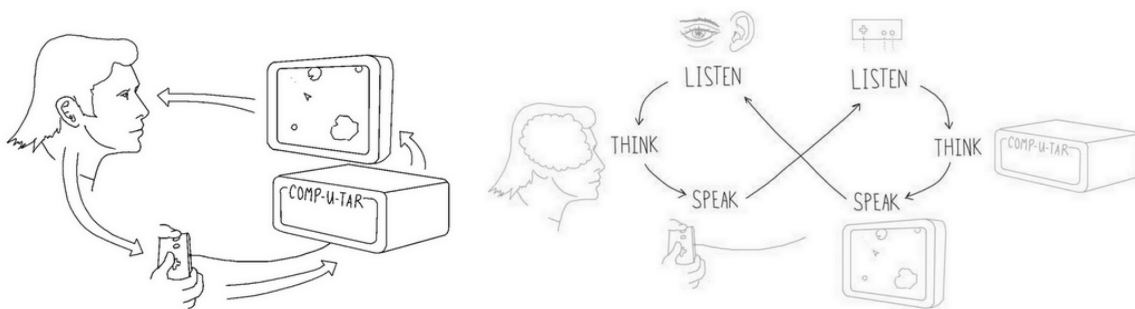 COMP-U-TAR
LISTEN
LISTEN
THINK
THINK
COMP-U-TAR
SPEAK
SPEAK